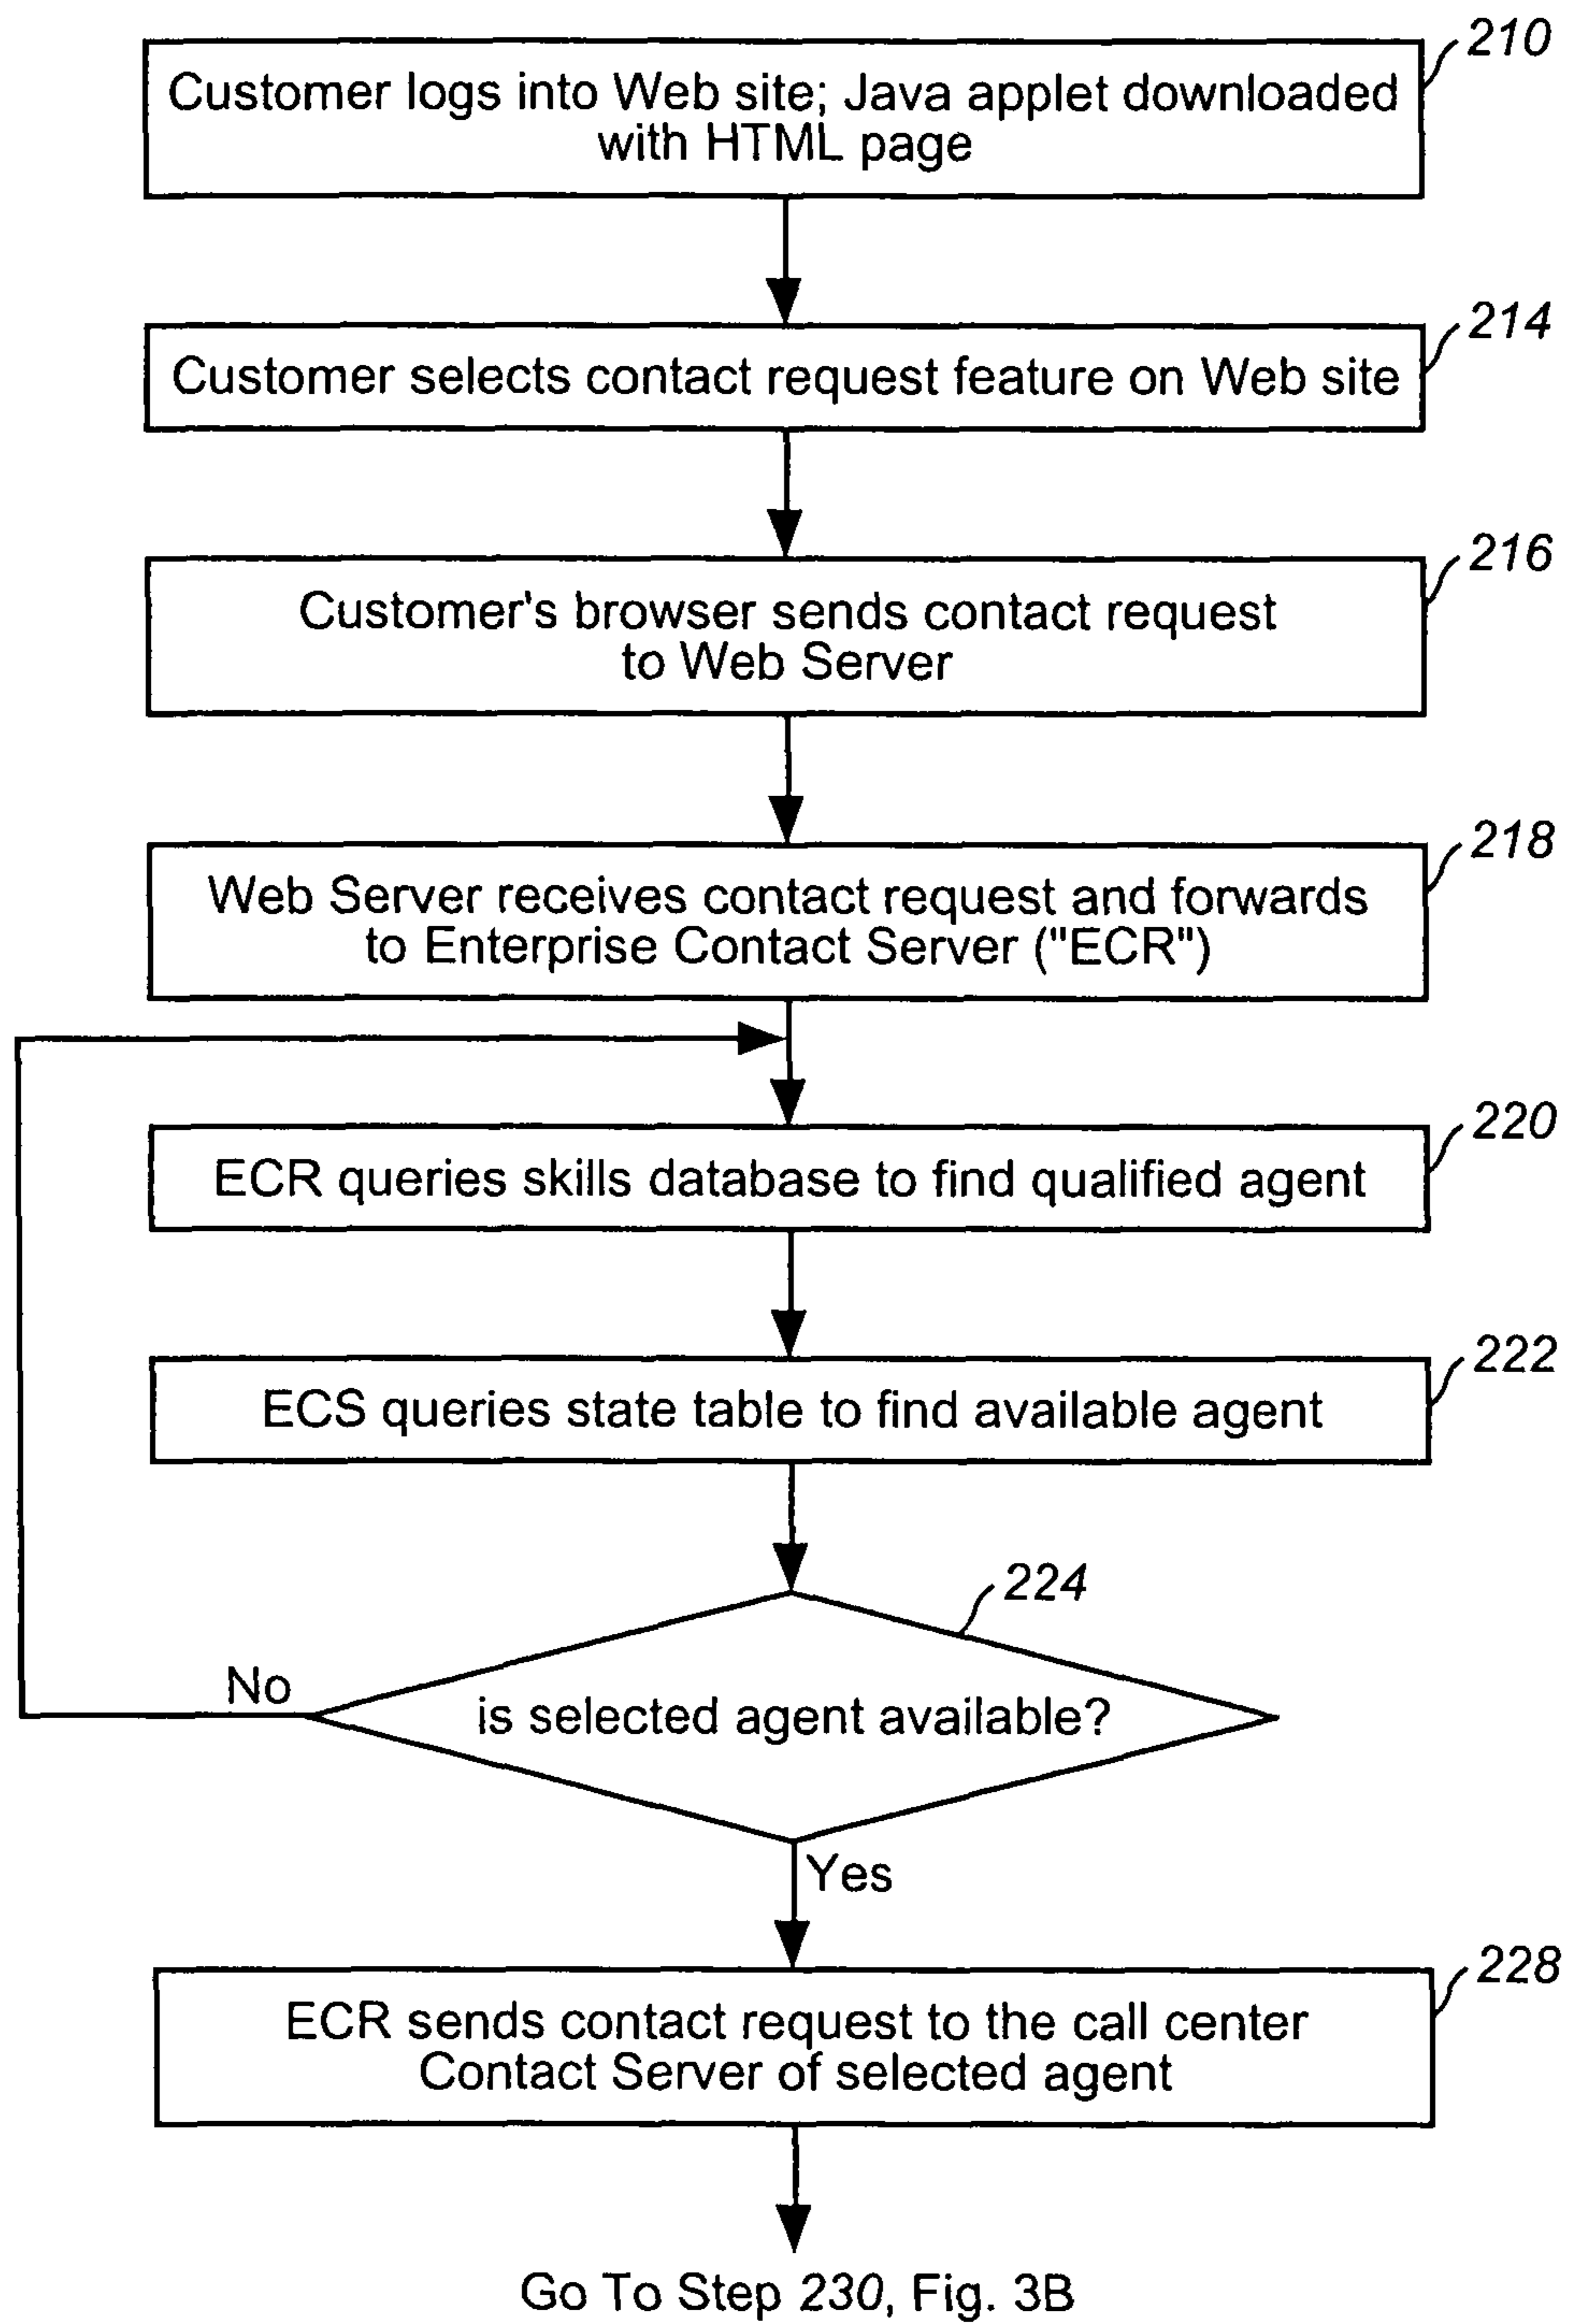 210
Customer logs into Web site; Java applet downloaded
with HTML page
214
Customer selects contact request feature on Web site
216
Customer's browser sends contact request
to Web Server
218
Web Server receives contact request and forwards
to Enterprise Contact Server ("ECR")
220
ECR queries skills database to find qualified agent
222
ECS queries state table to find available agent
224
No
is selected agent available?
Yes
228
ECR sends contact request to the call center
Contact Server of selected agent
Go To Step 230, Fig. 3B